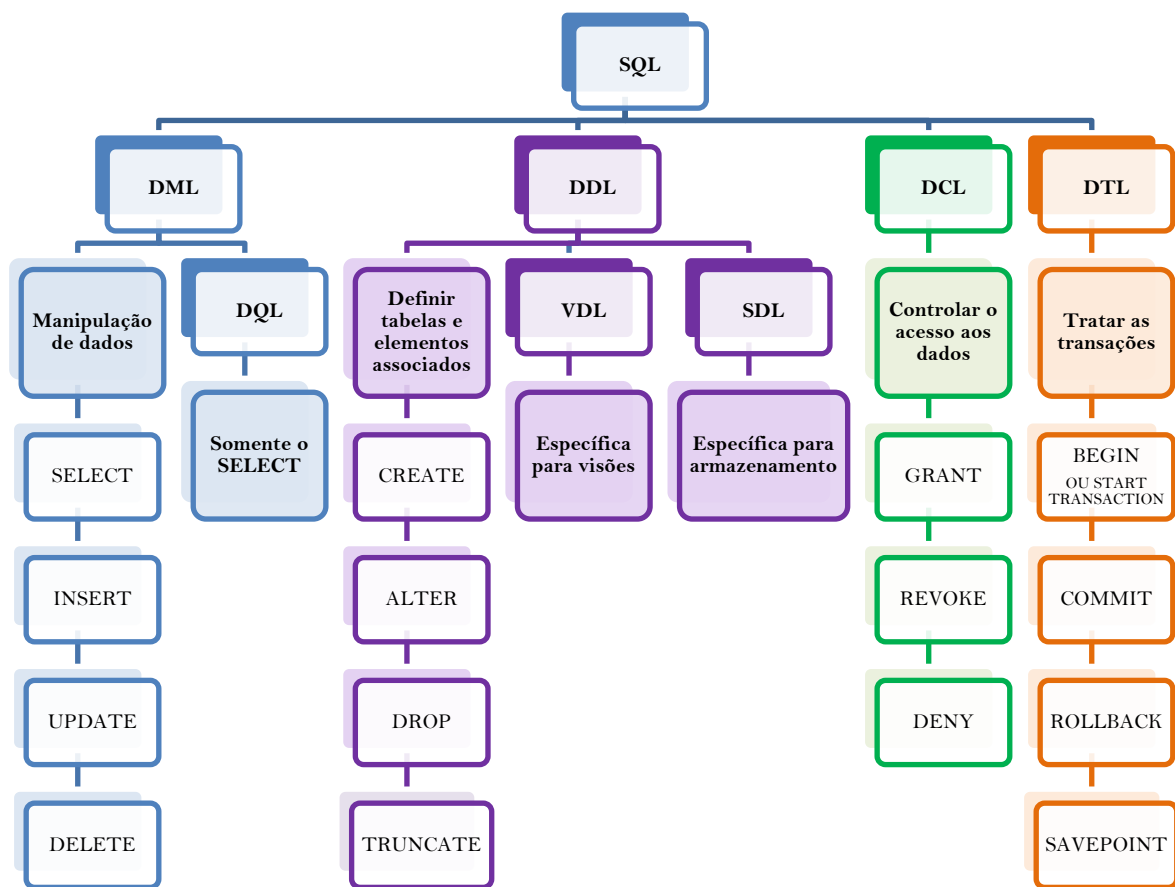 SQL
DML
DDL
DCL
DTL
Manipulação
de dados
DQL
Definir
tabelas e
elementos
associados
VDL
SDL
Controlar o
acesso aos
dados
Tratar as
transações
SELECT
Somente o
SELECT
CREATE
Específica
para visões
Específica para
armazenamento
GRANT
BEGIN
OU START
TRANSACTION
INSERT
ALTER
REVOKE
COMMIT
UPDATE
DROP
DENY
ROLLBACK
DELETE
TRUNCATE
SAVEPOINT